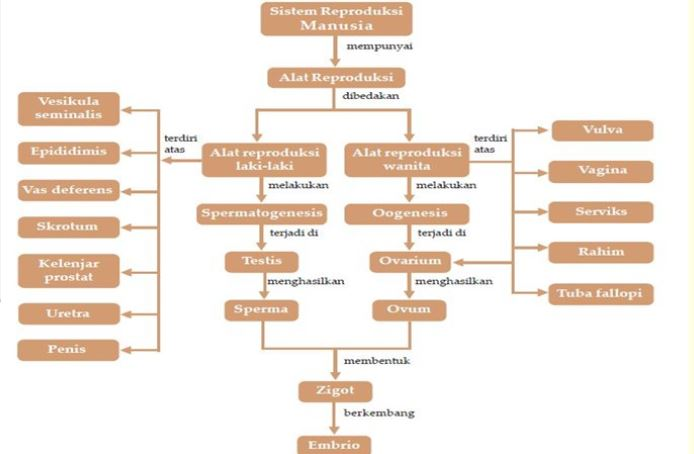 Sistem Reproduksi
Manusia
mempunyai
Alat Reproduksi
dibedakan
Vesikula
seminalis
Epididimis
Vas deferens
Skrotum
Kelenjar
prostat
Uretra
Penis
terdiri
atas
Alat reproduksi
laki-laki
melakukan
Spermatogenesis
terjadi di
Testis
menghasilkan
Sperma
Alat reproduksi
wanita
melakukan
Oogenesis
terjadi di
Ovarium
menghasilkan
Ovum
terdiri
atas
Vulva
Vagina
Serviks
Rahim
Tuba fallopi
membentuk
Zigot
berkembang
Embrio